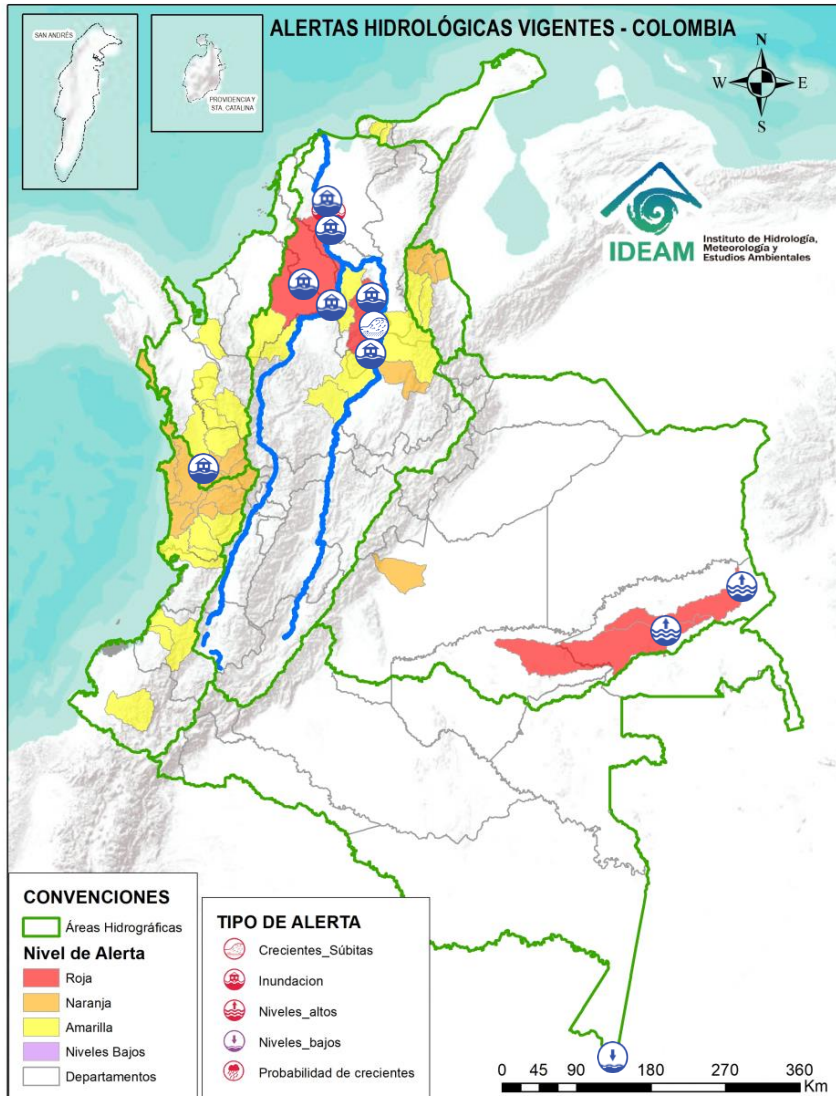 ALERTAS HIDROLÓGICAS VIGENTES - COLOMBIA
SAN ANDRÉS
PROVIDENCIA Y
STA. CATALINA
N
W
E
S
IDEAM
Instituto de Hidrología,
Meteorología y
Estudios Ambientales
CONVENCIONES
Áreas Hidrográficas
Nivel de Alerta
Roja
Naranja
Amarilla
Niveles Bajos
Departamentos
TIPO DE ALERTA
Crecientes_Súbitas
Inundacion
Niveles_altos
Niveles_bajos
Probabilidad de crecientes
0 45 90 180 270 360
Km